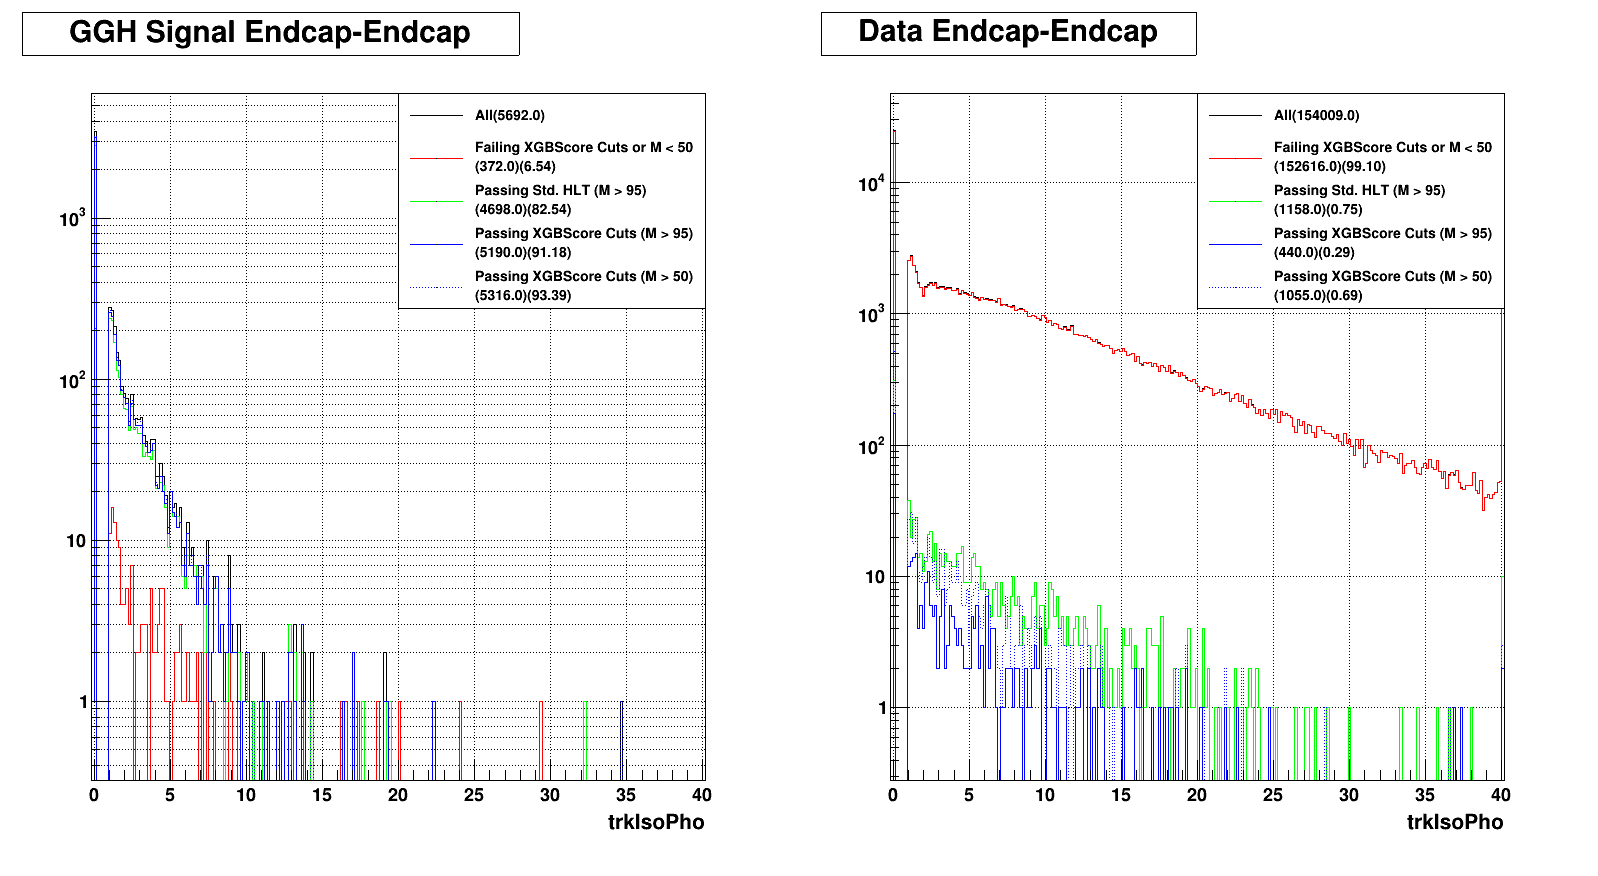 GGH Signal Endcap-Endcap
All(5692.0)
Failing XGBScore Cuts or M < 50
(372.0)(6.54)
Passing Std. HLT (M > 95)
(4698.0)(82.54)
Passing XGBScore Cuts (M > 95)
(5190.0)(91.18)
Passing XGBScore Cuts (M > 50)
(5316.0)(93.39)
10³
10²
10
1
0 5 10 15 20 25 30 35 40
trkIsoPho
Data Endcap-Endcap
All(154009.0)
Failing XGBScore Cuts or M < 50
(152616.0)(99.10)
Passing Std. HLT (M > 95)
(1158.0)(0.75)
Passing XGBScore Cuts (M > 95)
(440.0)(0.29)
Passing XGBScore Cuts (M > 50)
(1055.0)(0.69)
10⁴
10³
10²
10
1
0 5 10 15 20 25 30 35 40
trkIsoPho